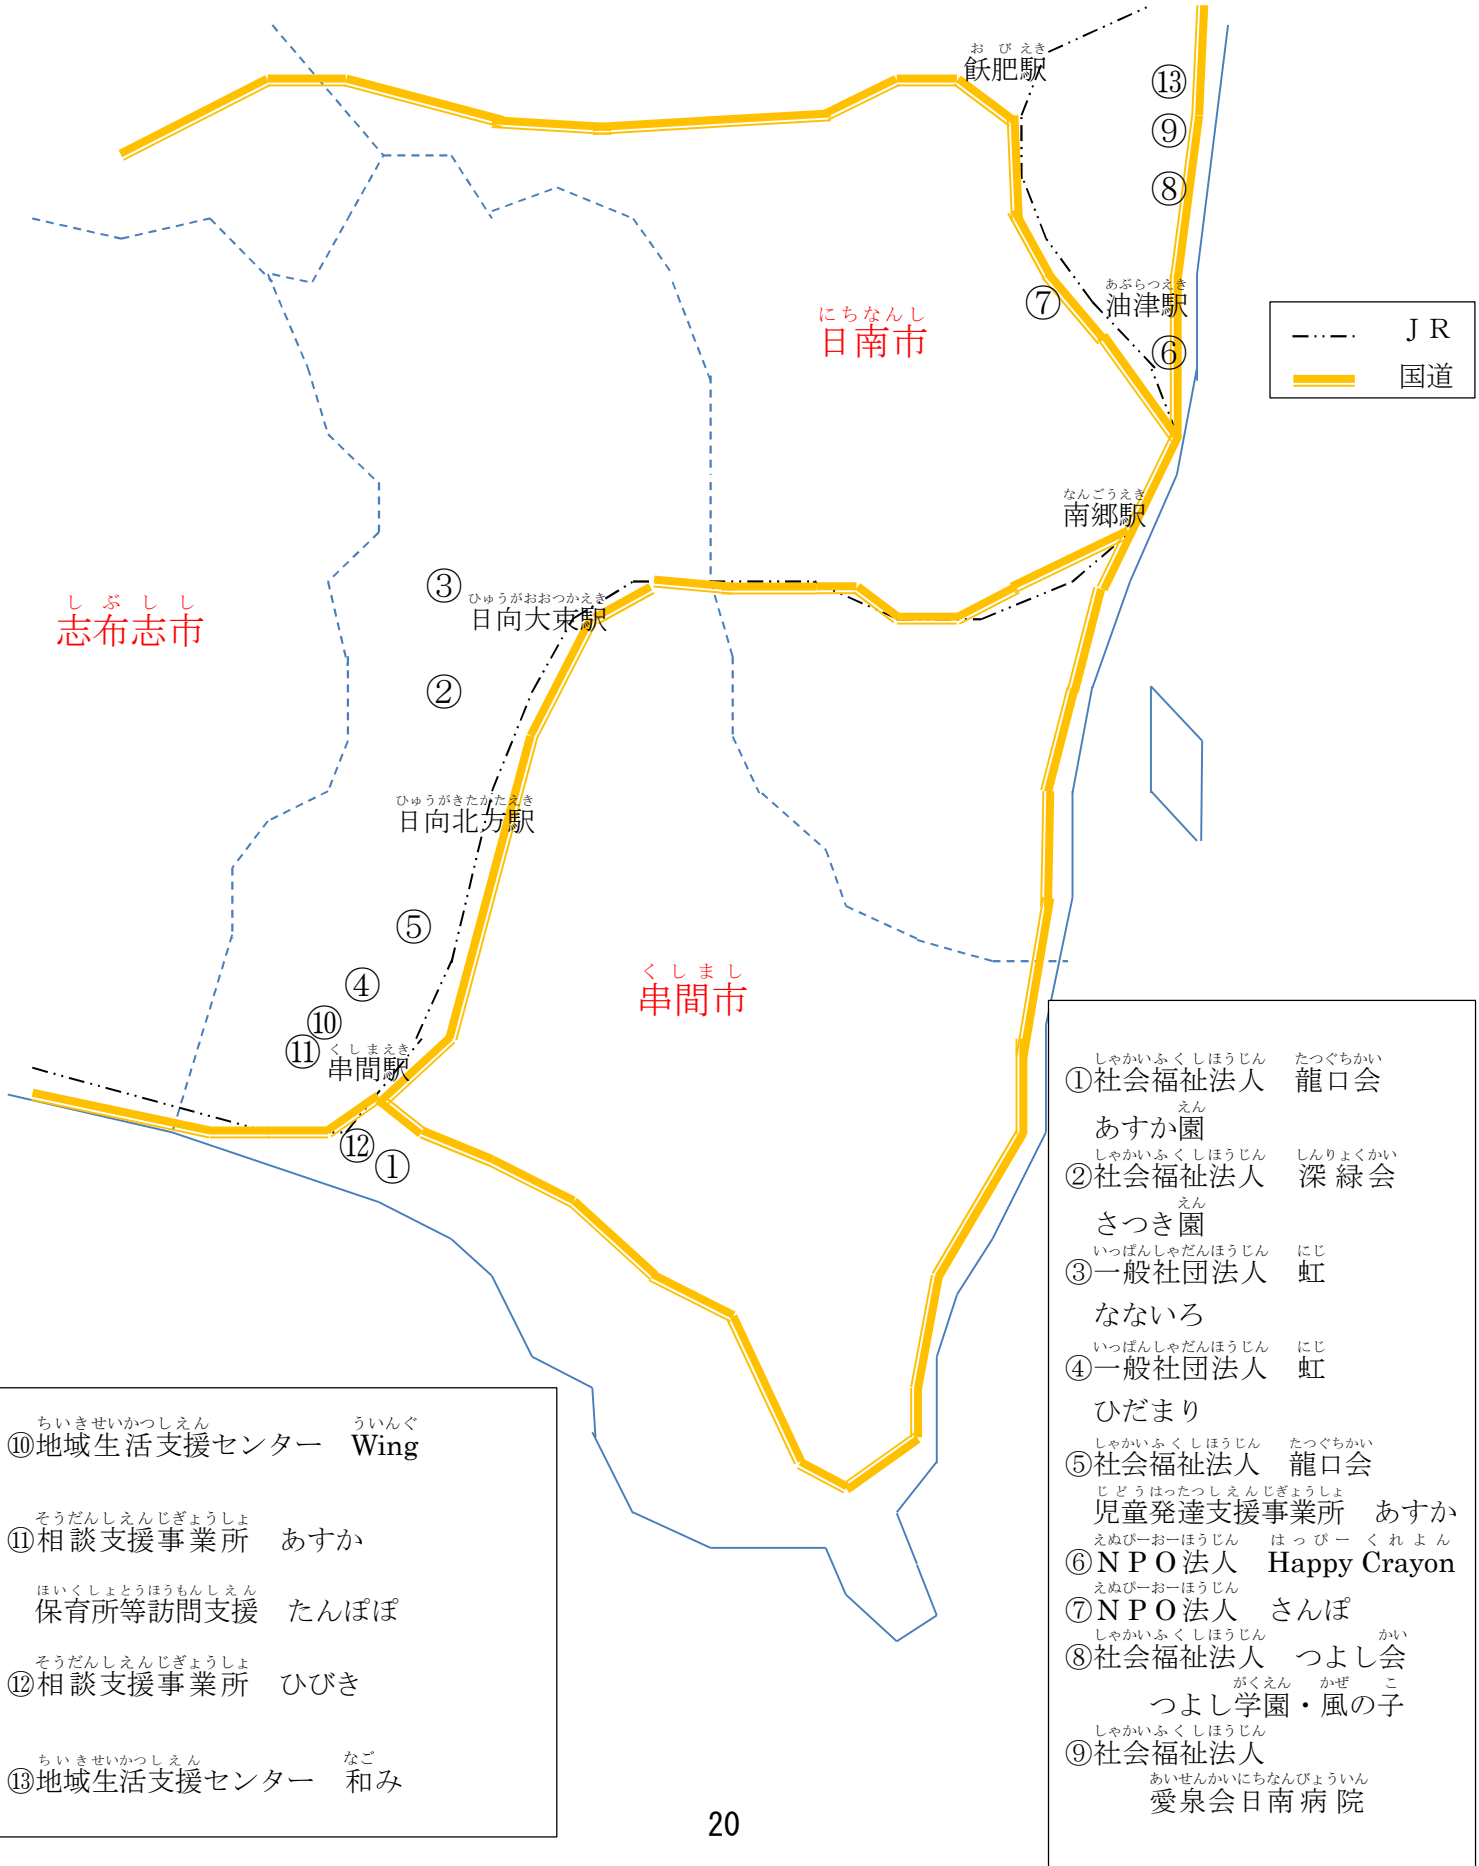 おびえき
飫肥駅
⑬
⑨
⑧
あぶらつえき
油津駅
⑦
⑥
にちなんし
日南市
ＪＲ
国道
なんごうえき
南郷駅
③
ひゅうがおおつかえき
日向大束駅
しぶしし
志布志市
②
ひゅうがきたかたえき
日向北方駅
⑤
④
⑩
⑪
くしまえき
串間駅
くしまし
串間市
⑫
①
しゃかいふくしほうじん　たつぐちかい
①社会福祉法人　龍口会
えん
あすか園
しゃかいふくしほうじん　しんりょくかい
②社会福祉法人　深緑会
えん
さつき園
いっぱんしゃだんほうじん　にじ
③一般社団法人　虹
なないろ
いっぱんしゃだんほうじん　にじ
④一般社団法人　虹
ひだまり
しゃかいふくしほうじん　たつぐちかい
⑤社会福祉法人　龍口会
じどうはったつしえんじぎょうしょ
児童発達支援事業所　あすか
えぬぴーおーほうじん　はっぴー　くれよん
⑥ＮＰＯ法人　Happy Crayon
えぬぴーおーほうじん
⑦ＮＰＯ法人　さんぽ
しゃかいふくしほうじん　かい
⑧社会福祉法人　つよし会
がくえん　かぜ　こ
つよし学園・風の子
しゃかいふくしほうじん
⑨社会福祉法人
あいせんかいにちなんびょういん
愛泉会日南病院
ちいきせいかつしえん　ういんぐ
⑩地域生活支援センター　Wing
そうだんしえんじぎょうしょ
⑪相談支援事業所　あすか
ほいくしょとうほうもんしえん
保育所等訪問支援　たんぽぽ
そうだんしえんじぎょうしょ
⑫相談支援事業所　ひびき
ちいきせいかつしえん　なご
⑬地域生活支援センター　和み
20